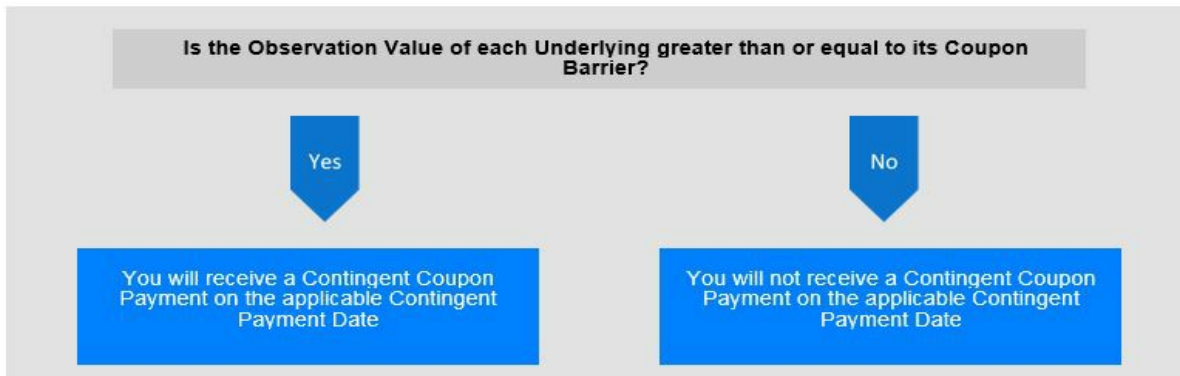 Is the Observation Value of each Underlying greater than or equal to its Coupon
Barrier?
Yes
No
You will receive a Contingent Coupon
Payment on the applicable Contingent
Payment Date
You will not receive a Contingent Coupon
Payment on the applicable Contingent
Payment Date